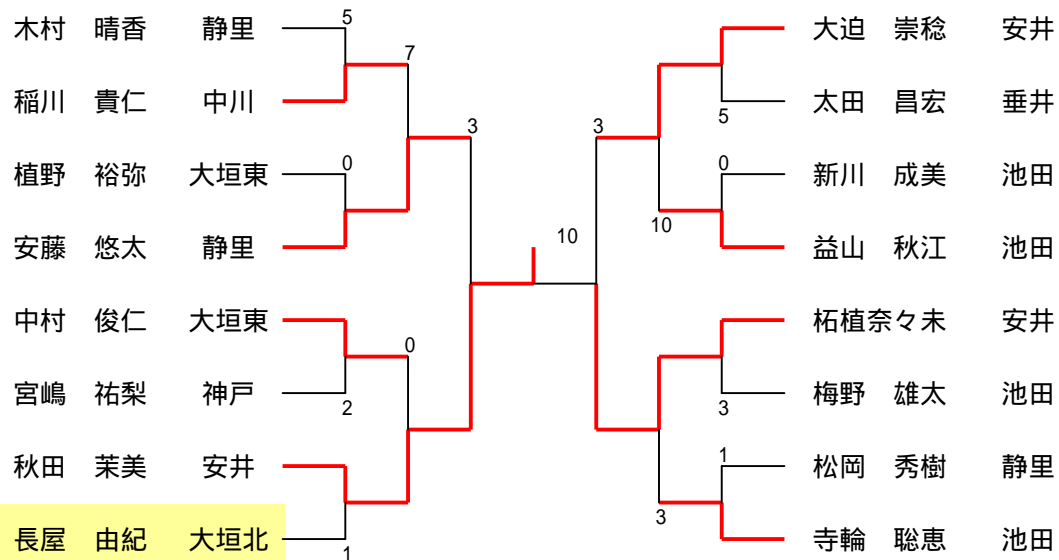 木村 晴香 静里
稲川 貴仁 中川
植野 裕弥 大垣東
安藤 悠太 静里
中村 俊仁 大垣東
宮嶋 祐梨 神戸
秋田 茉美 安井
長屋 由紀 大垣北
5
7
3
0
0
2
1
10
3
5
0
10
3
1
3
大迫 崇稔 安井
太田 昌宏 垂井
新川 成美 池田
益山 秋江 池田
柘植奈々未 安井
梅野 雄太 池田
松岡 秀樹 静里
寺輪 聡恵 池田